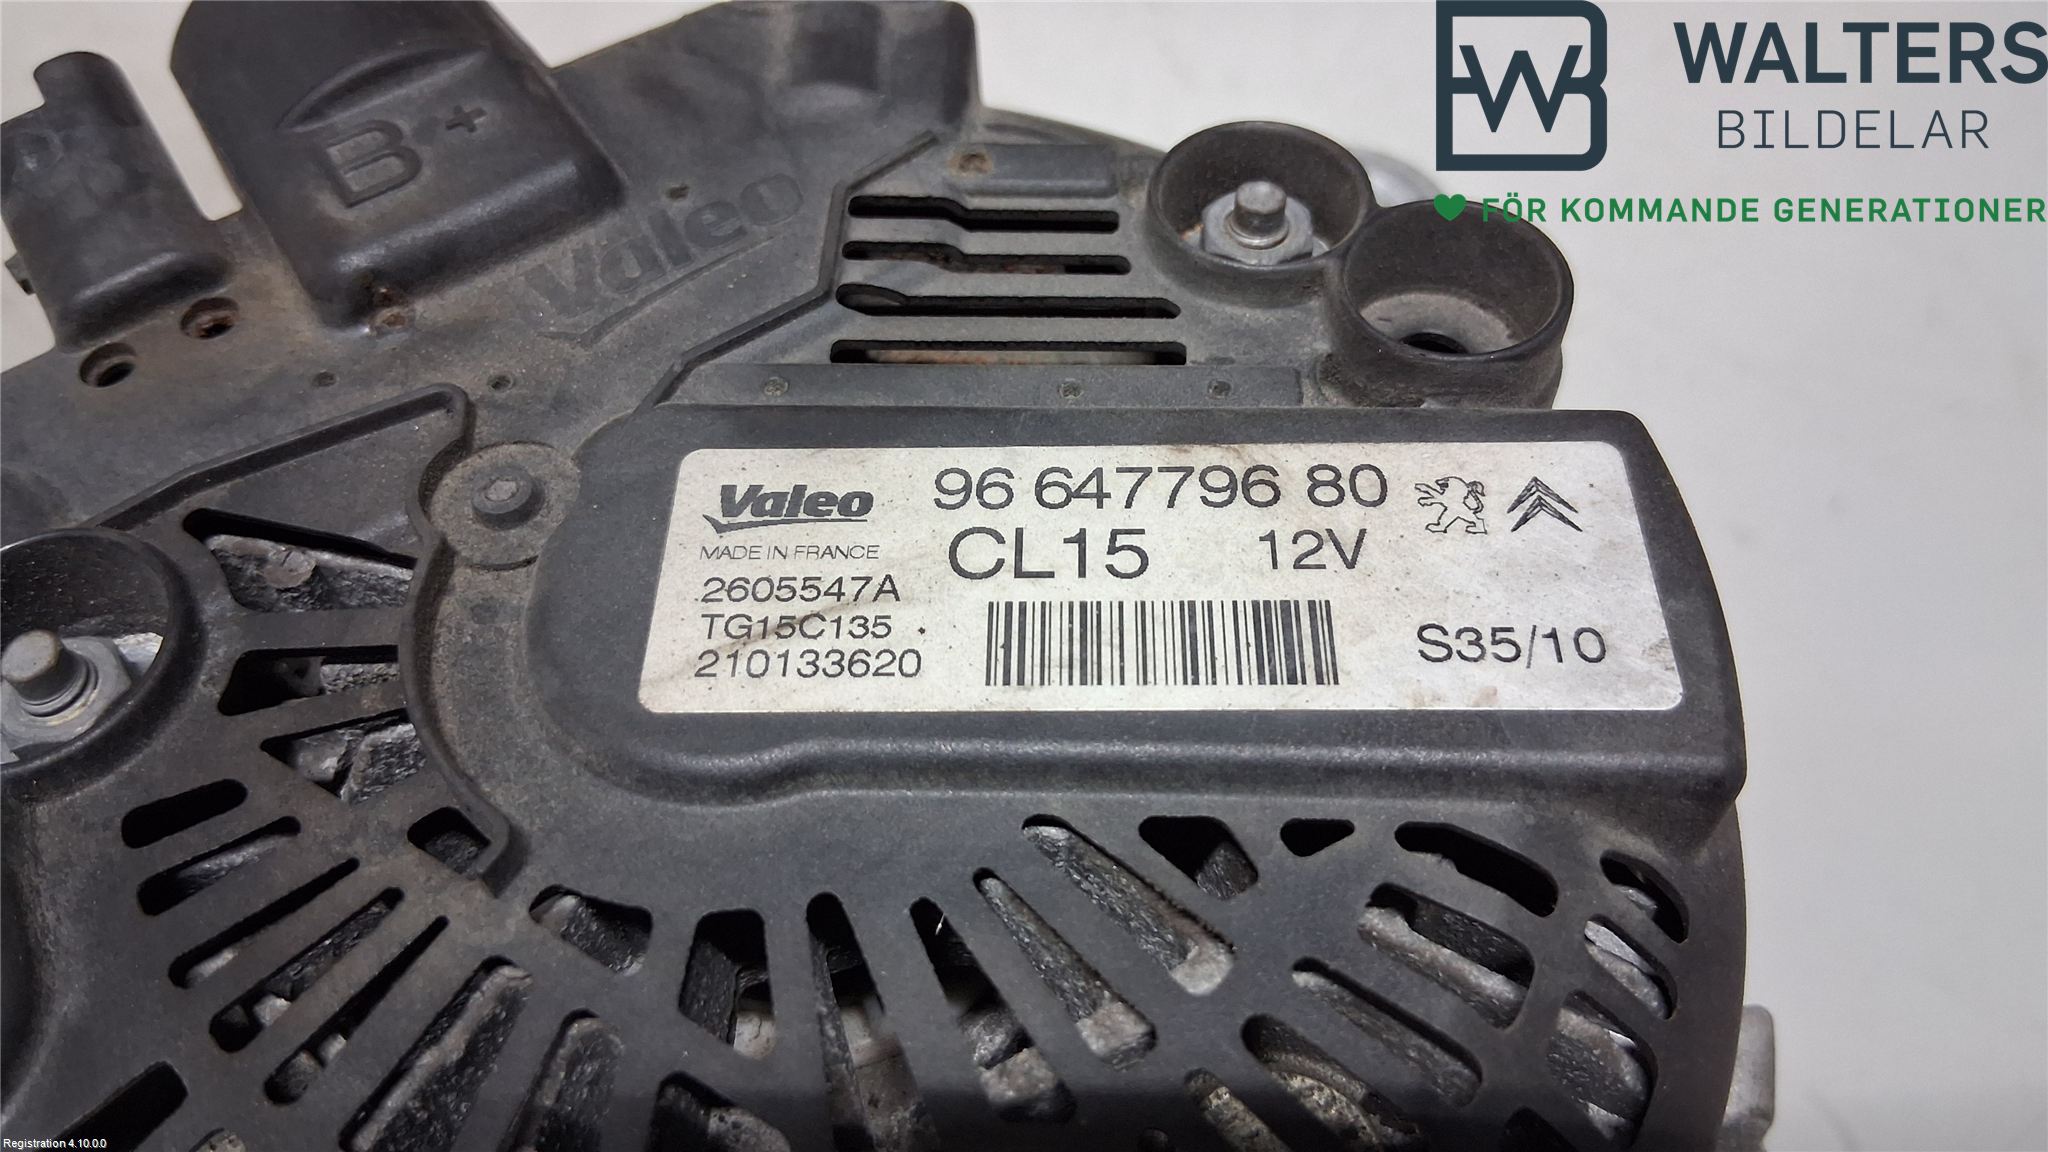 WALTERS
BILDELAR
FÖR KOMMANDE GENERATIONER
B+
Valeo
Valeo
96 647796 80
MADE IN FRANCE
CL15 12V
2605547A
TG15C135
210133620
S35/10
Registration 4.10.0.0